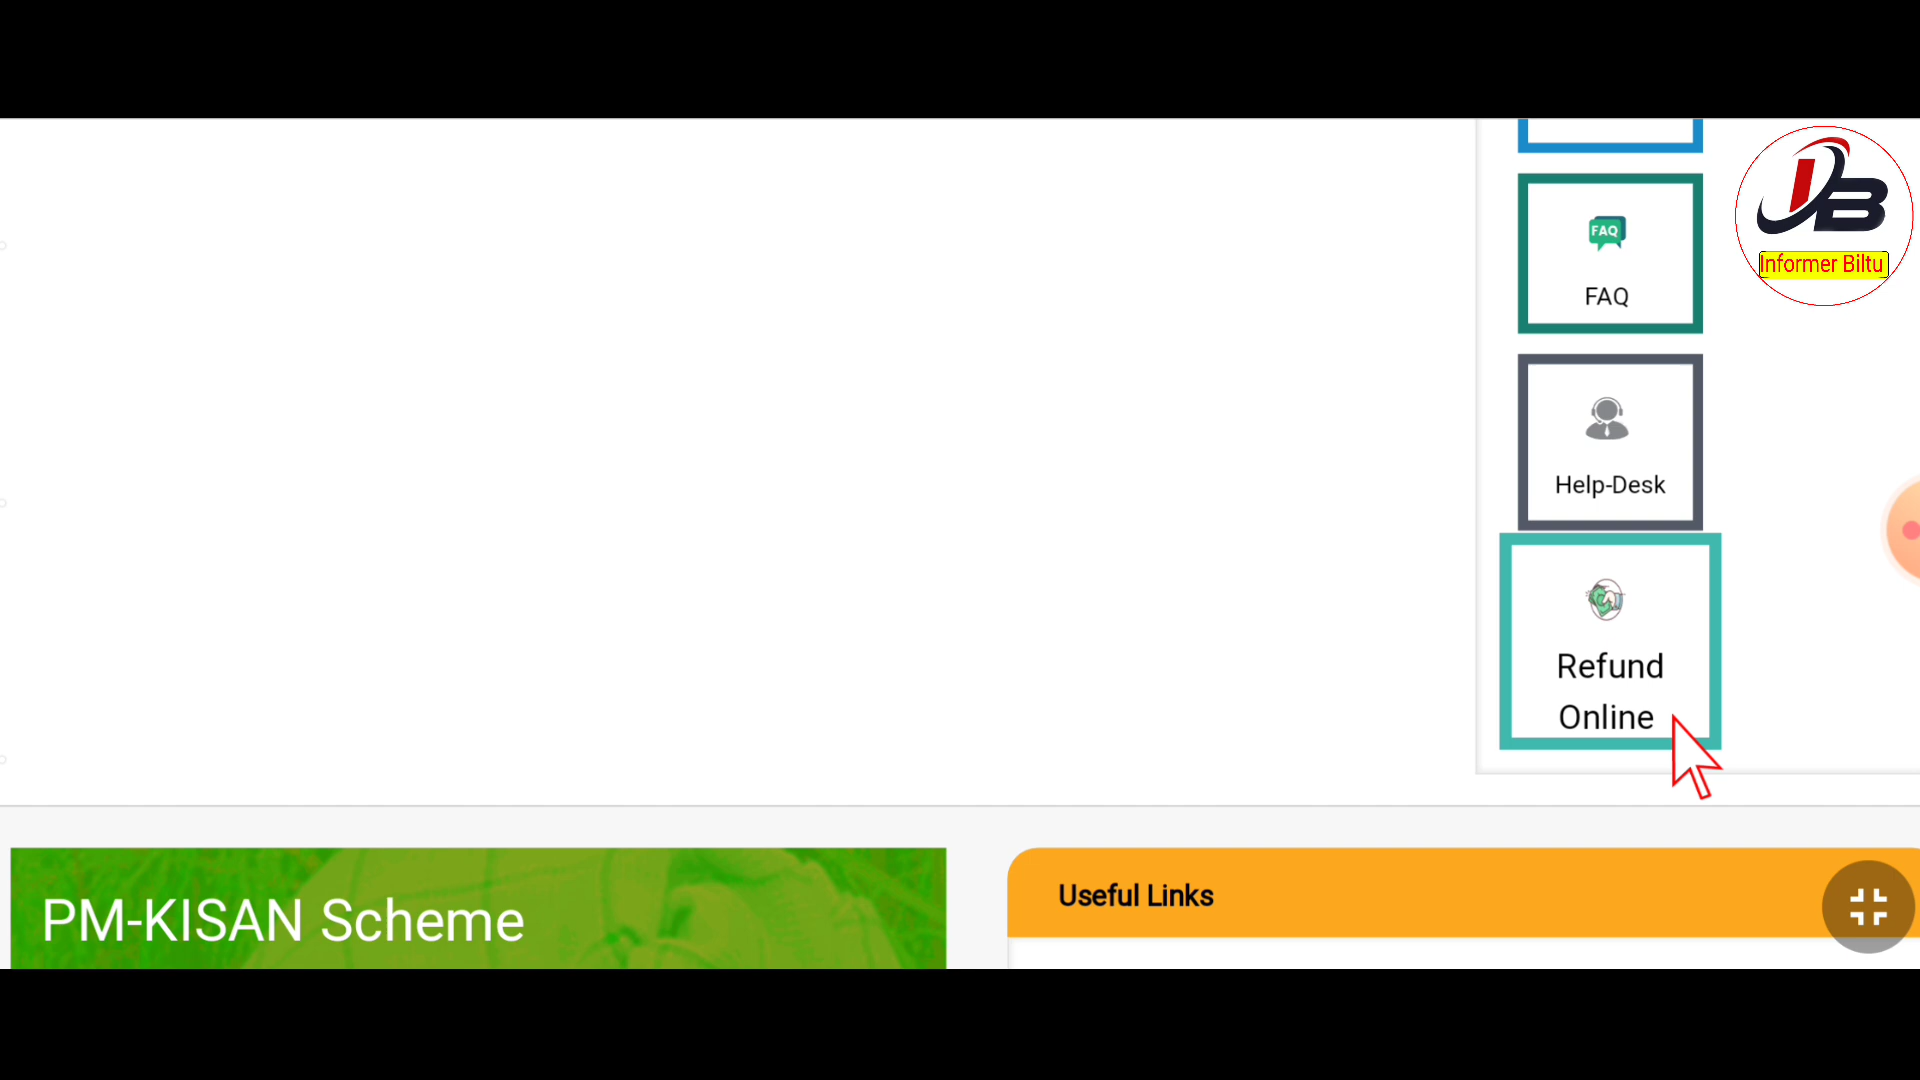 FAQ
FAQ
Informer Biltu
Help-Desk
Refund
Online
PM-KISAN Scheme
Useful Links